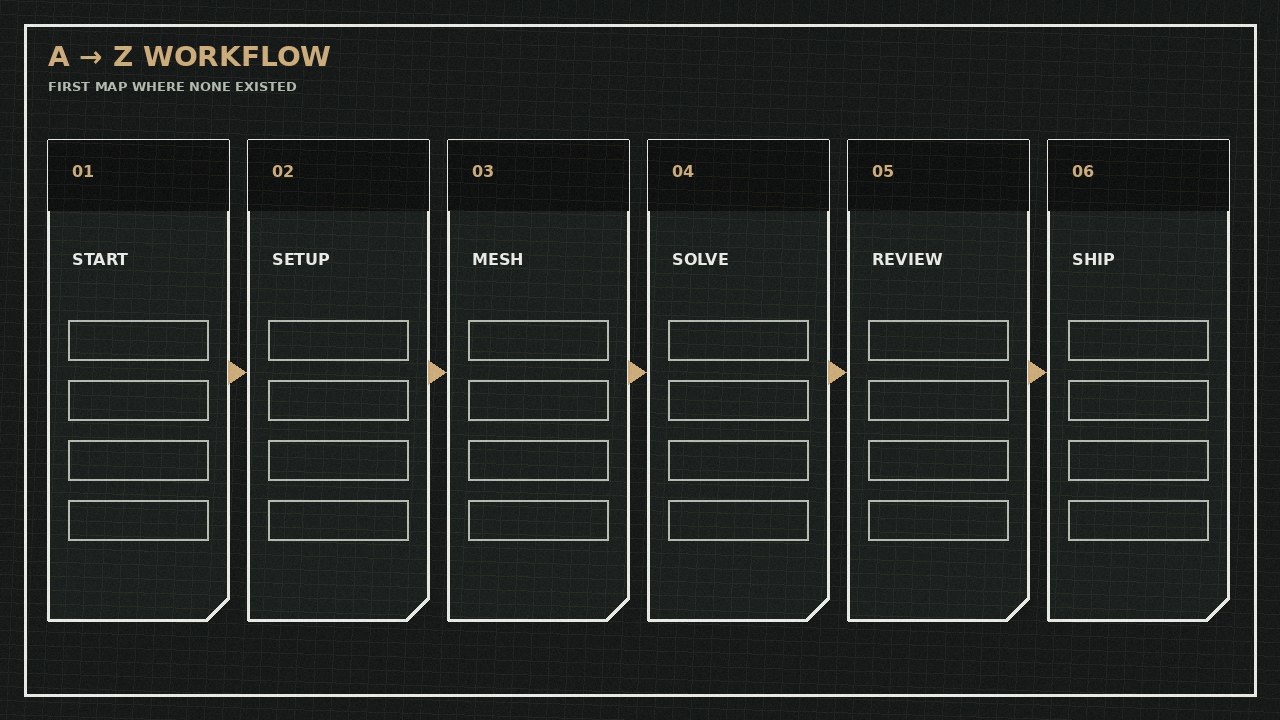 A → Z WORKFLOW
FIRST MAP WHERE NONE EXISTED
01
02
03
04
05
06
START
SETUP
MESH
SOLVE
REVIEW
SHIP